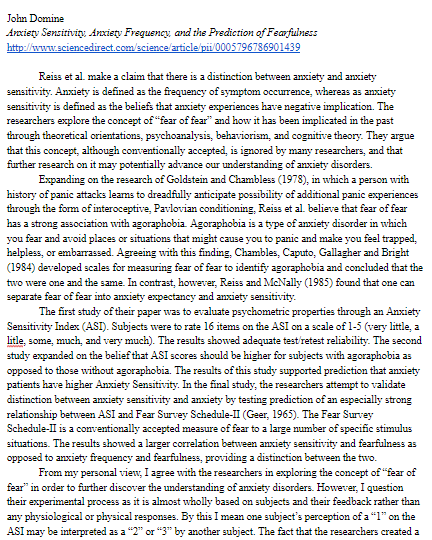 John Domine
Anxiety Sensitivity, Anxiety Frequency, and the Prediction of Fearfulness
http://www.sciencedirect.com/science/article/pii/0005796786901439
Reiss et al. make a claim that there is a distinction between anxiety and anxiety
sensitivity. Anxiety is defined as the frequency of symptom occurrence, whereas as anxiety
sensitivity is defined as the beliefs that anxiety experiences have negative implication. The
researchers explore the concept of “fear of fear” and how it has been implicated in the past
through theoretical orientations, psychoanalysis, behaviorism, and cognitive theory. They argue
that this concept, although conventionally accepted, is ignored by many researchers, and that
further research on it may potentially advance our understanding of anxiety disorders.
Expanding on the research of Goldstein and Chambless (1978), in which a person with
history of panic attacks learns to dreadfully anticipate possibility of additional panic experiences
through the form of interoceptive, Pavlovian conditioning, Reiss et al. believe that fear of fear
has a strong association with agoraphobia. Agoraphobia is a type of anxiety disorder in which
you fear and avoid places or situations that might cause you to panic and make you feel trapped,
helpless, or embarrassed. Agreeing with this finding, Chambles, Caputo, Gallagher and Bright
(1984) developed scales for measuring fear of fear to identify agoraphobia and concluded that the
two were one and the same. In contrast, however, Reiss and McNally (1985) found that one can
separate fear of fear into anxiety expectancy and anxiety sensitivity.
The first study of their paper was to evaluate psychometric properties through an Anxiety
Sensitivity Index (ASI). Subjects were to rate 16 items on the ASI on a scale of 1-5 (very little, a
litle, some, much, and very much). The results showed adequate test/retest reliability. The second
study expanded on the belief that ASI scores should be higher for subjects with agoraphobia as
opposed to those without agoraphobia. The results of this study supported prediction that anxiety
patients have higher Anxiety Sensitivity. In the final study, the researchers attempt to validate
distinction between anxiety sensitivity and anxiety by testing prediction of an especially strong
relationship between ASI and Fear Survey Schedule-II (Geer, 1965). The Fear Survey
Schedule-II is a conventionally accepted measure of fear to a large number of specific stimulus
situations. The results showed a larger correlation between anxiety sensitivity and fearfulness as
opposed to anxiety frequency and fearfulness, providing a distinction between the two.
From my personal view, I agree with the researchers in exploring the concept of “fear of
fear” in order to further discover the understanding of anxiety disorders. However, I question
their experimental process as it is almost wholly based on subjects and their feedback rather than
any physiological or physical responses. By this I mean one subject’s perception of a “1” on the
ASI may be interpreted as a “2” or “3” by another subject. The fact that the researchers created a